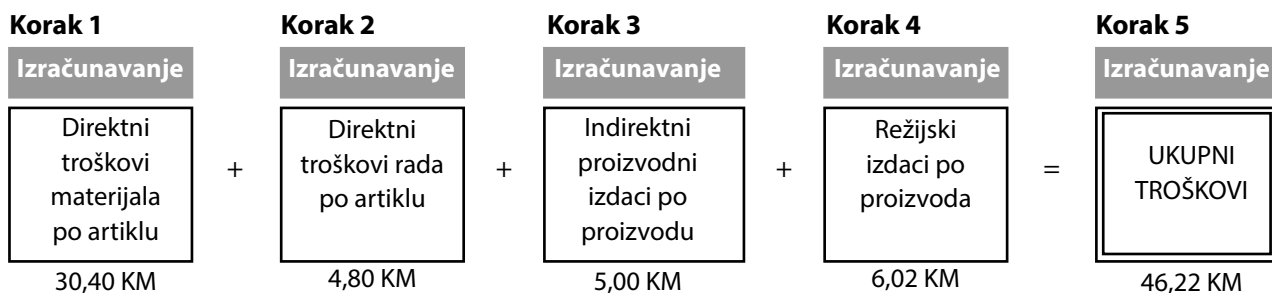 Korak 1
Korak 2
Korak 3
Korak 4
Korak 5
Izračunavanje
Izračunavanje
Izračunavanje
Izračunavanje
Izračunavanje
Direktni
troškovi
materijala
po artiklu
+
Direktni
troškovi rada
po artiklu
+
Indirektni
proizvodni
izdaci po
proizvodu
+
Režijski
izdaci po
proizvoda
=
UKUPNI
TROŠKOVI
30,40 KM
4,80 KM
5,00 KM
6,02 KM
46,22 KM